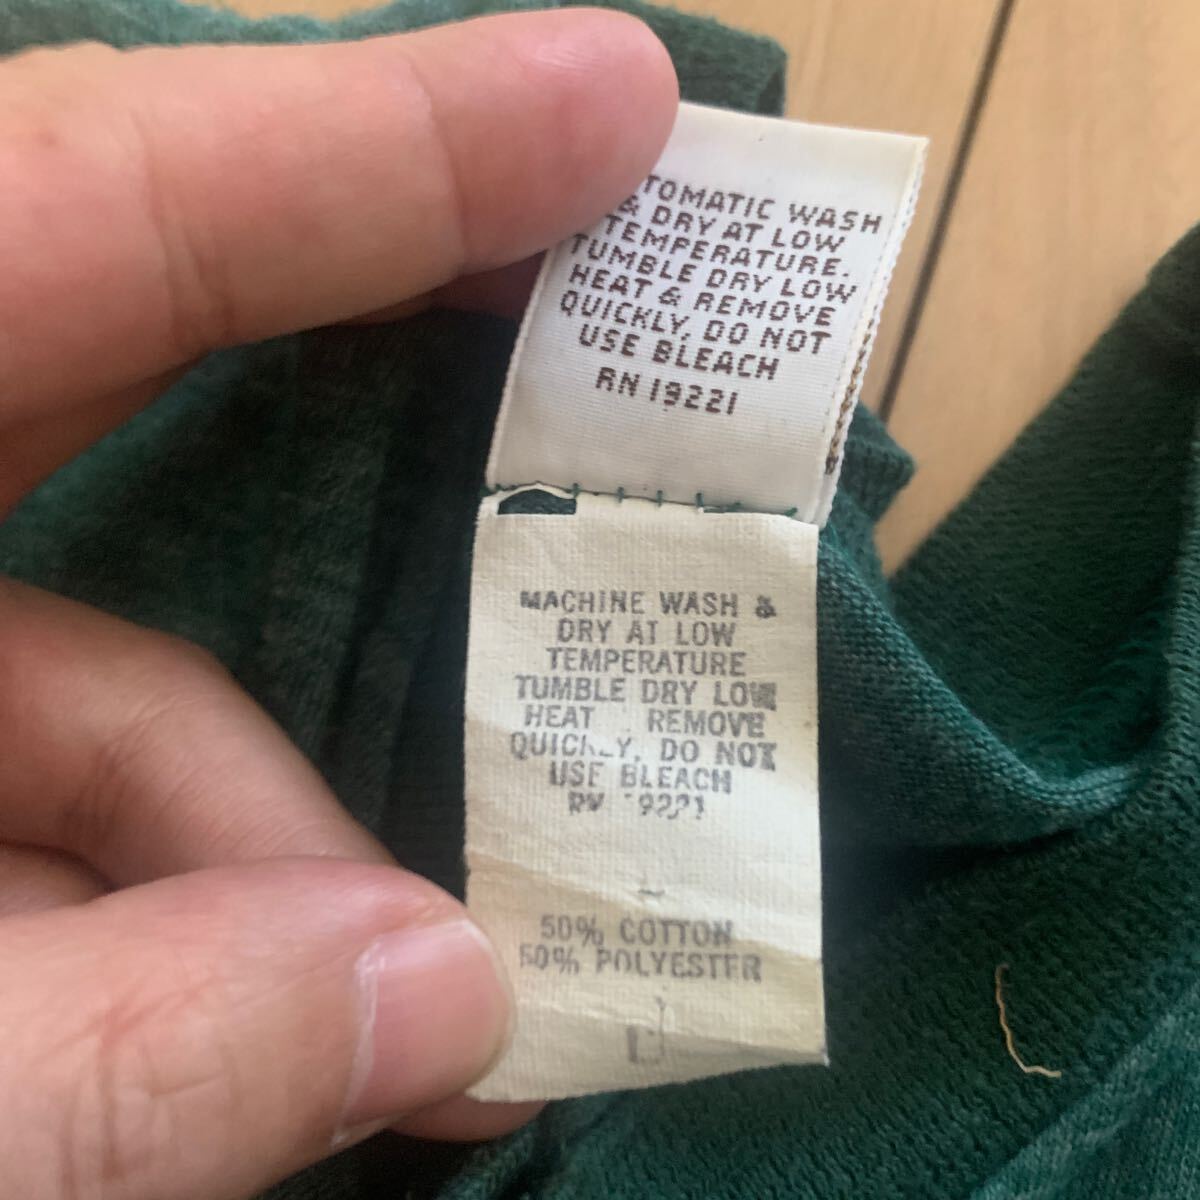 TOMATIC WASH
& DRY AT LOW
TEMPERATURE.
TUMBLE DRY LOW
HEAT & REMOVE
QUICKLY, DO NOT
USE BLEACH
RN 19221
MACHINE WASH &
DRY AT LOW
TEMPERATURE
TUMBLE DRY LOW
HEAT REMOVE
QUICKLY, DO NOT
USE BLEACH
RN 19221
50% COTTON
50% POLYESTER